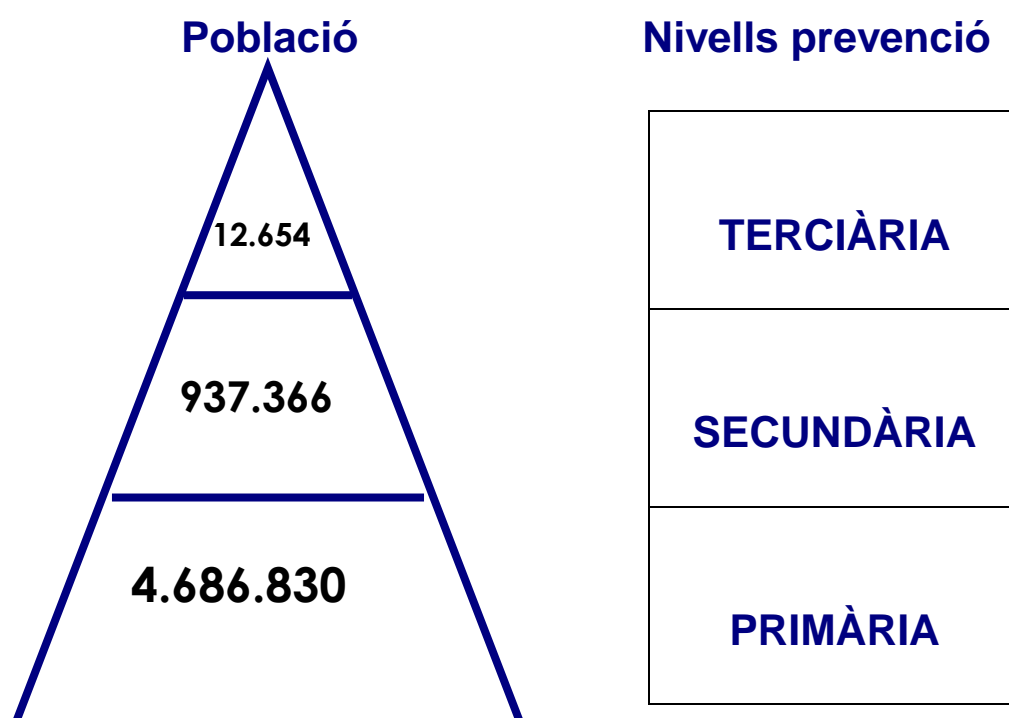 Població
Nivells prevenció
12.654
TERCIÀRIA
937.366
SECUNDÀRIA
4.686.830
PRIMÀRIA